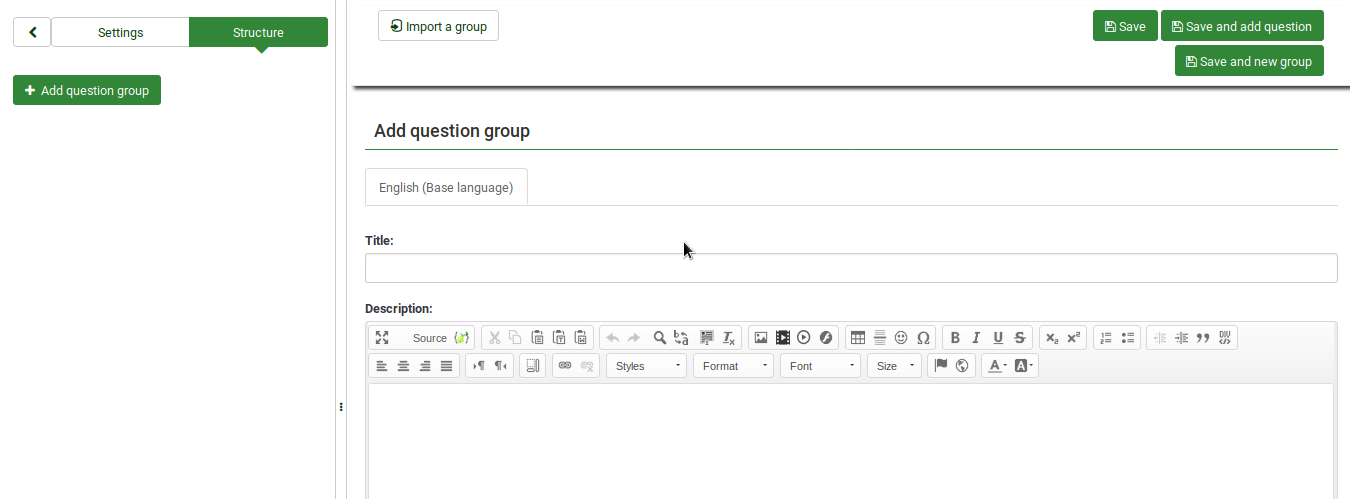 Settings Structure
Import a group
Save Save and add question
Save and new group
Add question group
Add question group
English (Base language)
Title:
Description:
Source
Styles Format Font Size